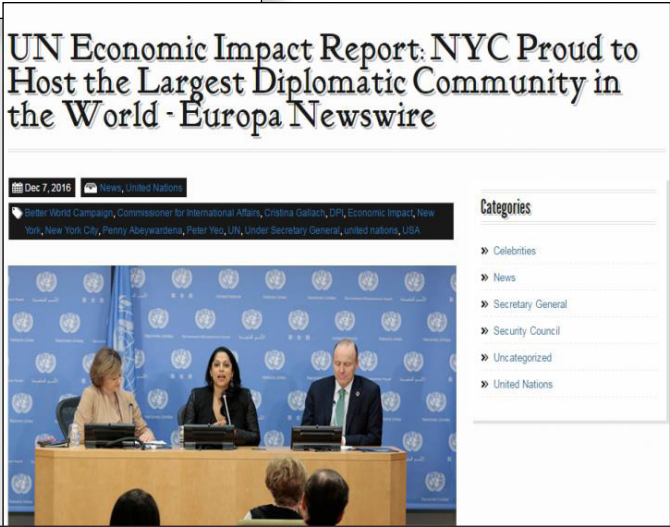 UN Economic Impact Report: NYC Proud to
Host the Largest Diplomatic Community in
the World - Europa Newswire
Dec 7, 2016 News, United Nations
Better World Campaign, Commissioner for International Affairs, Cristina Gallach, DPI, Economic Impact, New
York, New York City, Penny Abeywardena, Peter Yeo, UN, Under Secretary General, united nations, USA
Categories
» Celebrities
» News
» Secretary General
» Security Council
» Uncategorized
» United Nations